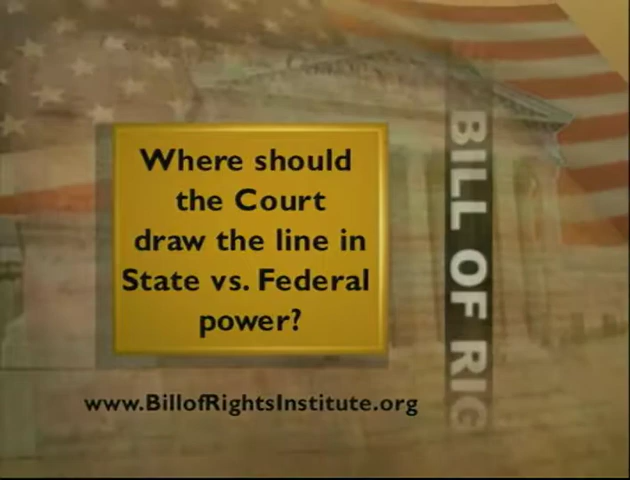 Where should
the Court
draw the line in
State vs. Federal
power?
www.BillofRightsInstitute.org
BILL OF RIG